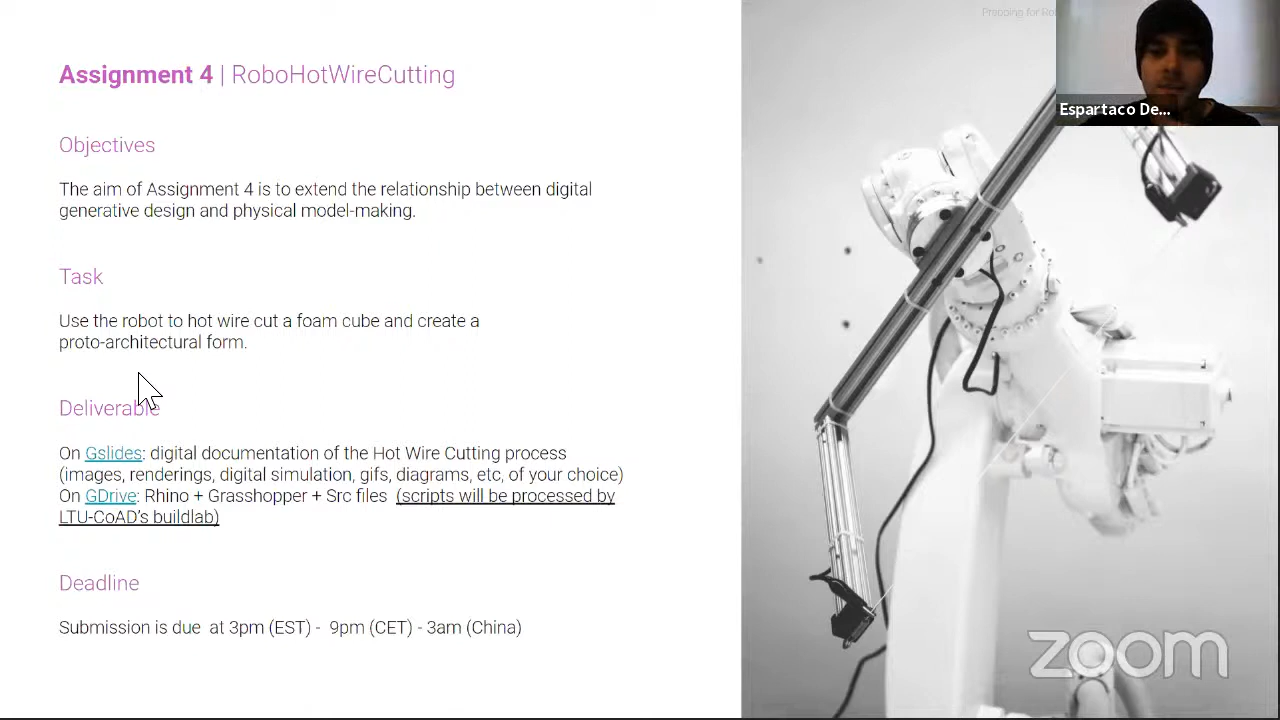 Prepping for
Assignment 4 | RoboHotWireCutting
Espartaco De...
Objectives
The aim of Assignment 4 is to extend the relationship between digital
generative design and physical model-making.
Task
Use the robot to hot wire cut a foam cube and create a
proto-architectural form.
Deliverable
On Gslides: digital documentation of the Hot Wire Cutting process
(images, renderings, digital simulation, gifs, diagrams, etc, of your choice)
On GDrive: Rhino + Grasshopper + Src files (scripts will be processed by
LTU-CoAD's buildlab)
Deadline
Submission is due at 3pm (EST) - 9pm (CET) - 3am (China)
zoom